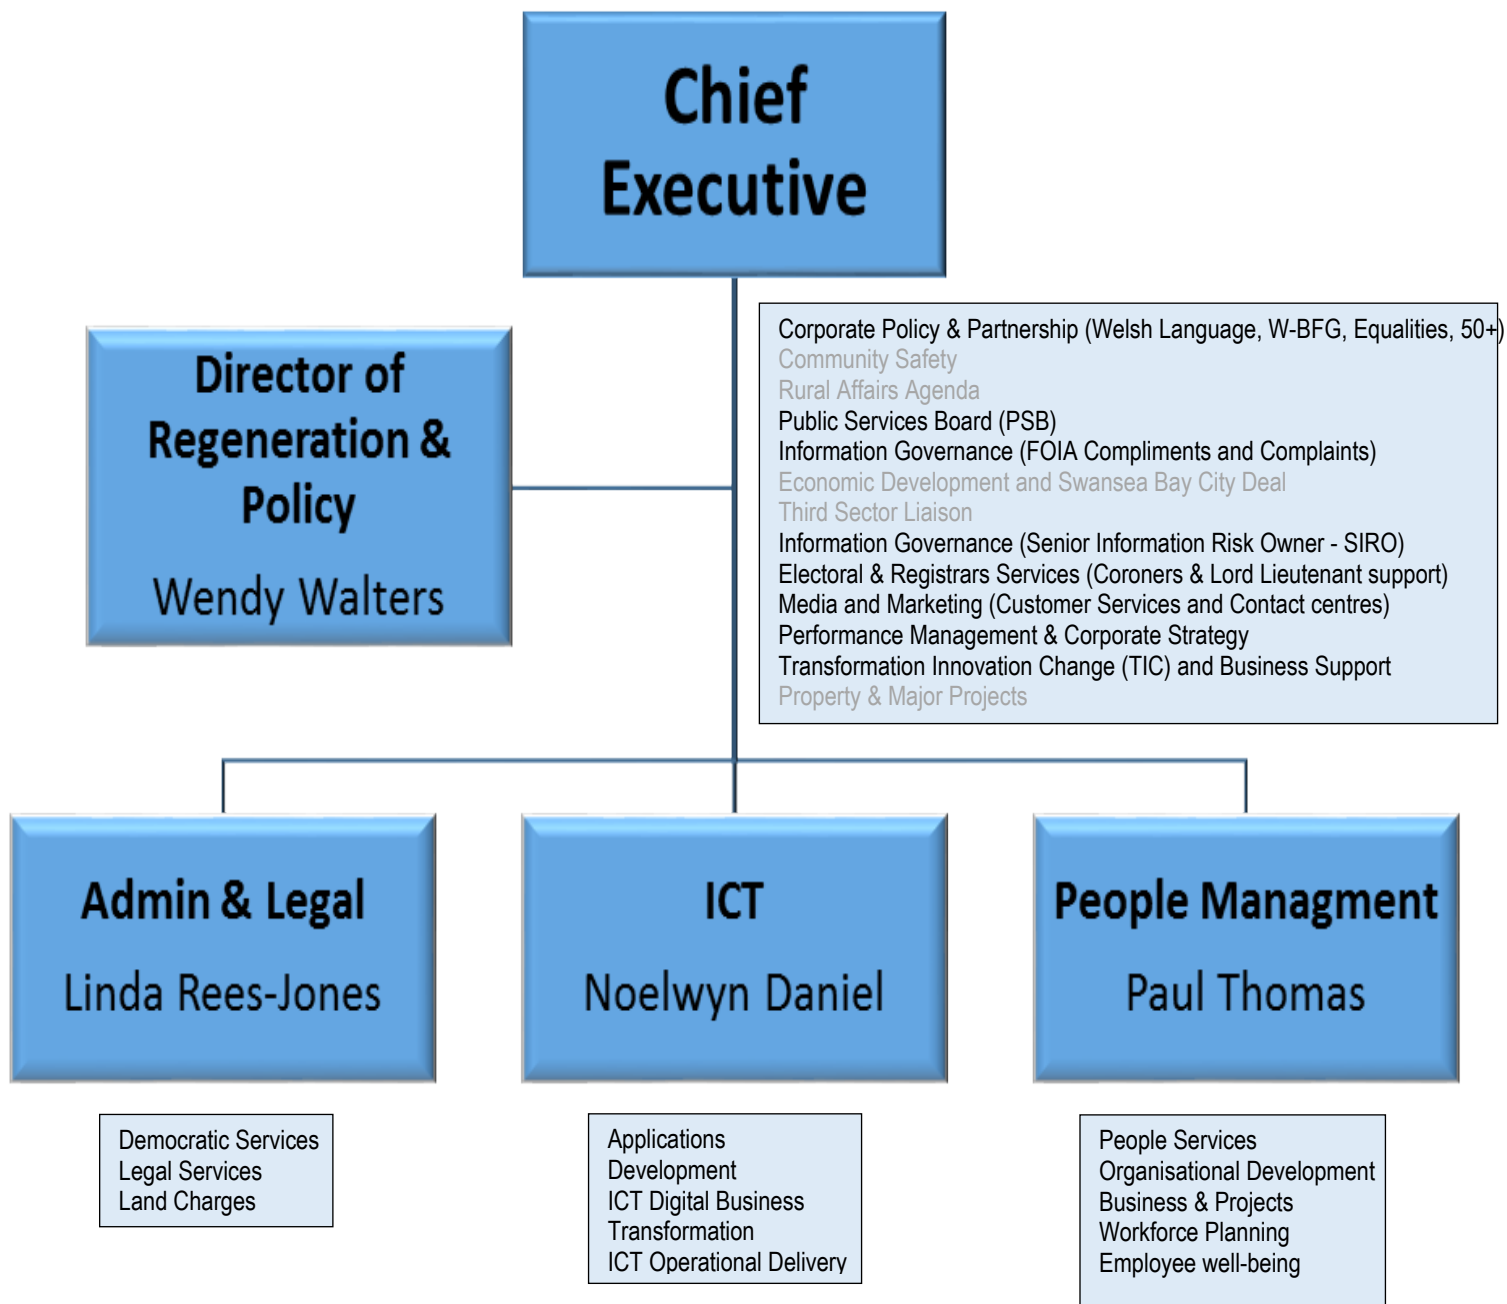 Chief
Executive
Director of
Regeneration &
Policy
Wendy Walters
Corporate Policy & Partnership (Welsh Language, W-BFG, Equalities, 50+)
Community Safety
Rural Affairs Agenda
Public Services Board (PSB)
Information Governance (FOIA Compliments and Complaints)
Economic Development and Swansea Bay City Deal
Third Sector Liaison
Information Governance (Senior Information Risk Owner - SIRO)
Electoral & Registrars Services (Coroners & Lord Lieutenant support)
Media and Marketing (Customer Services and Contact centres)
Performance Management & Corporate Strategy
Transformation Innovation Change (TIC) and Business Support
Property & Major Projects
Admin & Legal
Linda Rees-Jones
ICT
Noelwyn Daniel
People Managment
Paul Thomas
Democratic Services
Legal Services
Land Charges
Applications
Development
ICT Digital Business
Transformation
ICT Operational Delivery
People Services
Organisational Development
Business & Projects
Workforce Planning
Employee well-being